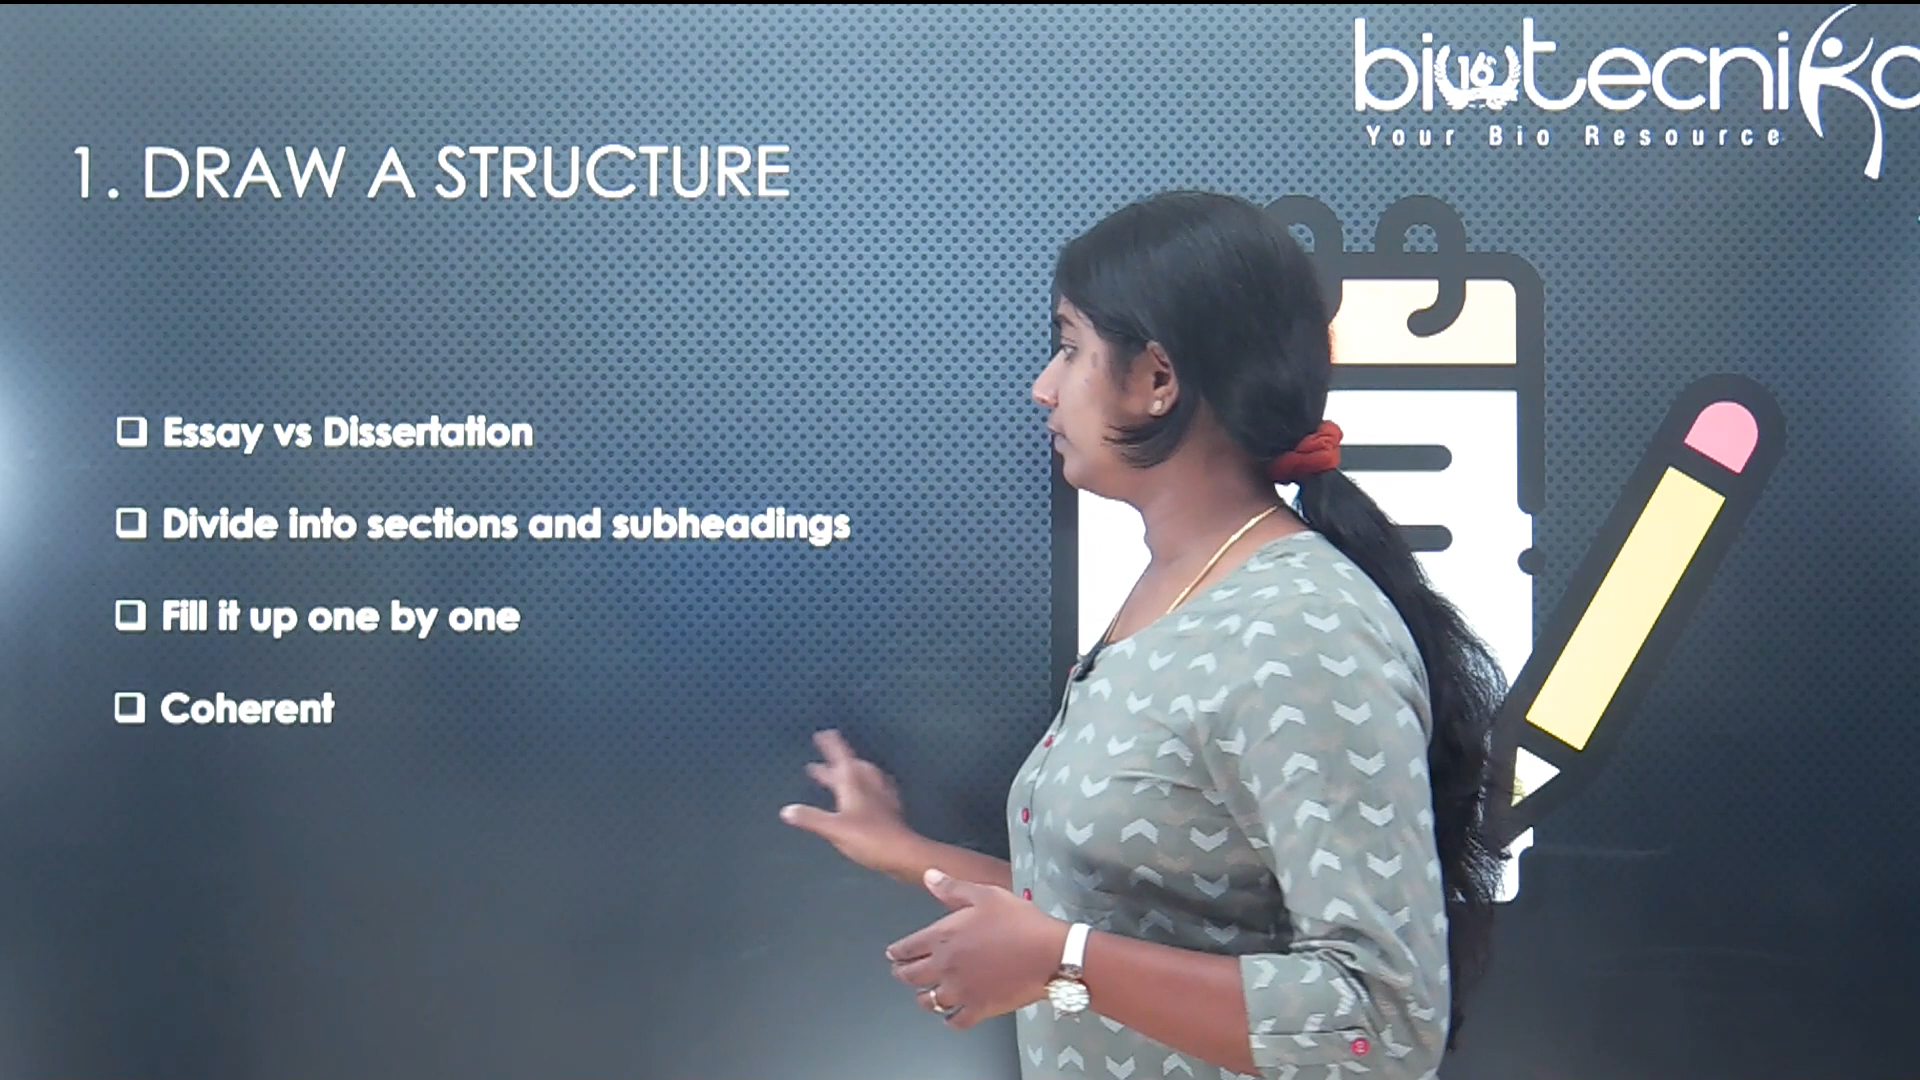 biotecnika
16
Your Bio Resource
1. DRAW A STRUCTURE
Essay vs Dissertation
Divide into sections and subheadings
Fill it up one by one
Coherent